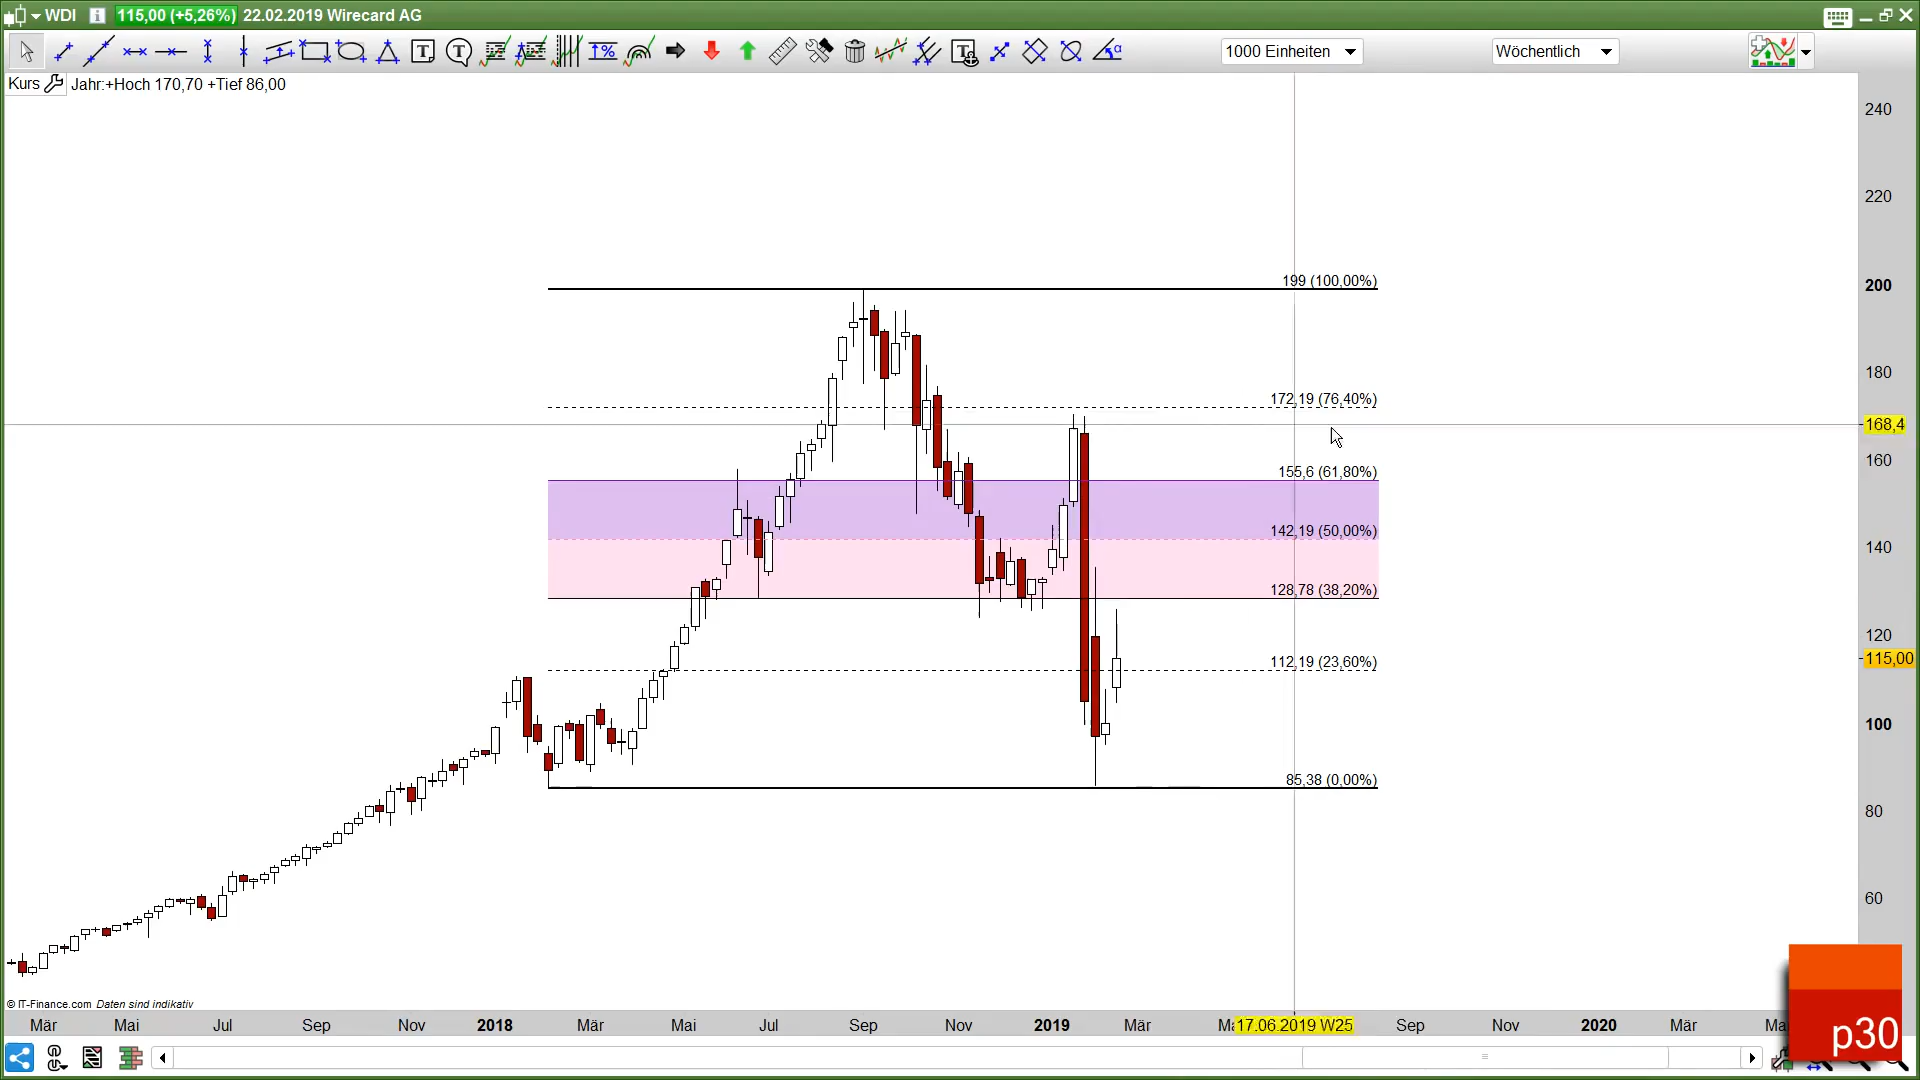 WDI 115,00 (+5,26%) 22.02.2019 Wirecard AG
1000 Einheiten
Wöchentlich
Kurs Jahr:+Hoch 170,70 +Tief 86,00
240
220
199 (100,00%)
200
172,19 (76,40%)
180
168,4
155,6 (61,80%)
160
142,19 (50,00%)
140
128,78 (38,20%)
120
112,19 (23,60%)
115,00
100
85,38 (0,00%)
80
60
© IT-Finance.com Daten sind indikativ
Mär Mai Jul Sep Nov 2018 Mär Mai Jul Sep Nov 2019 Mär 17.06.2019 W25 Sep Nov 2020 Mär
p30